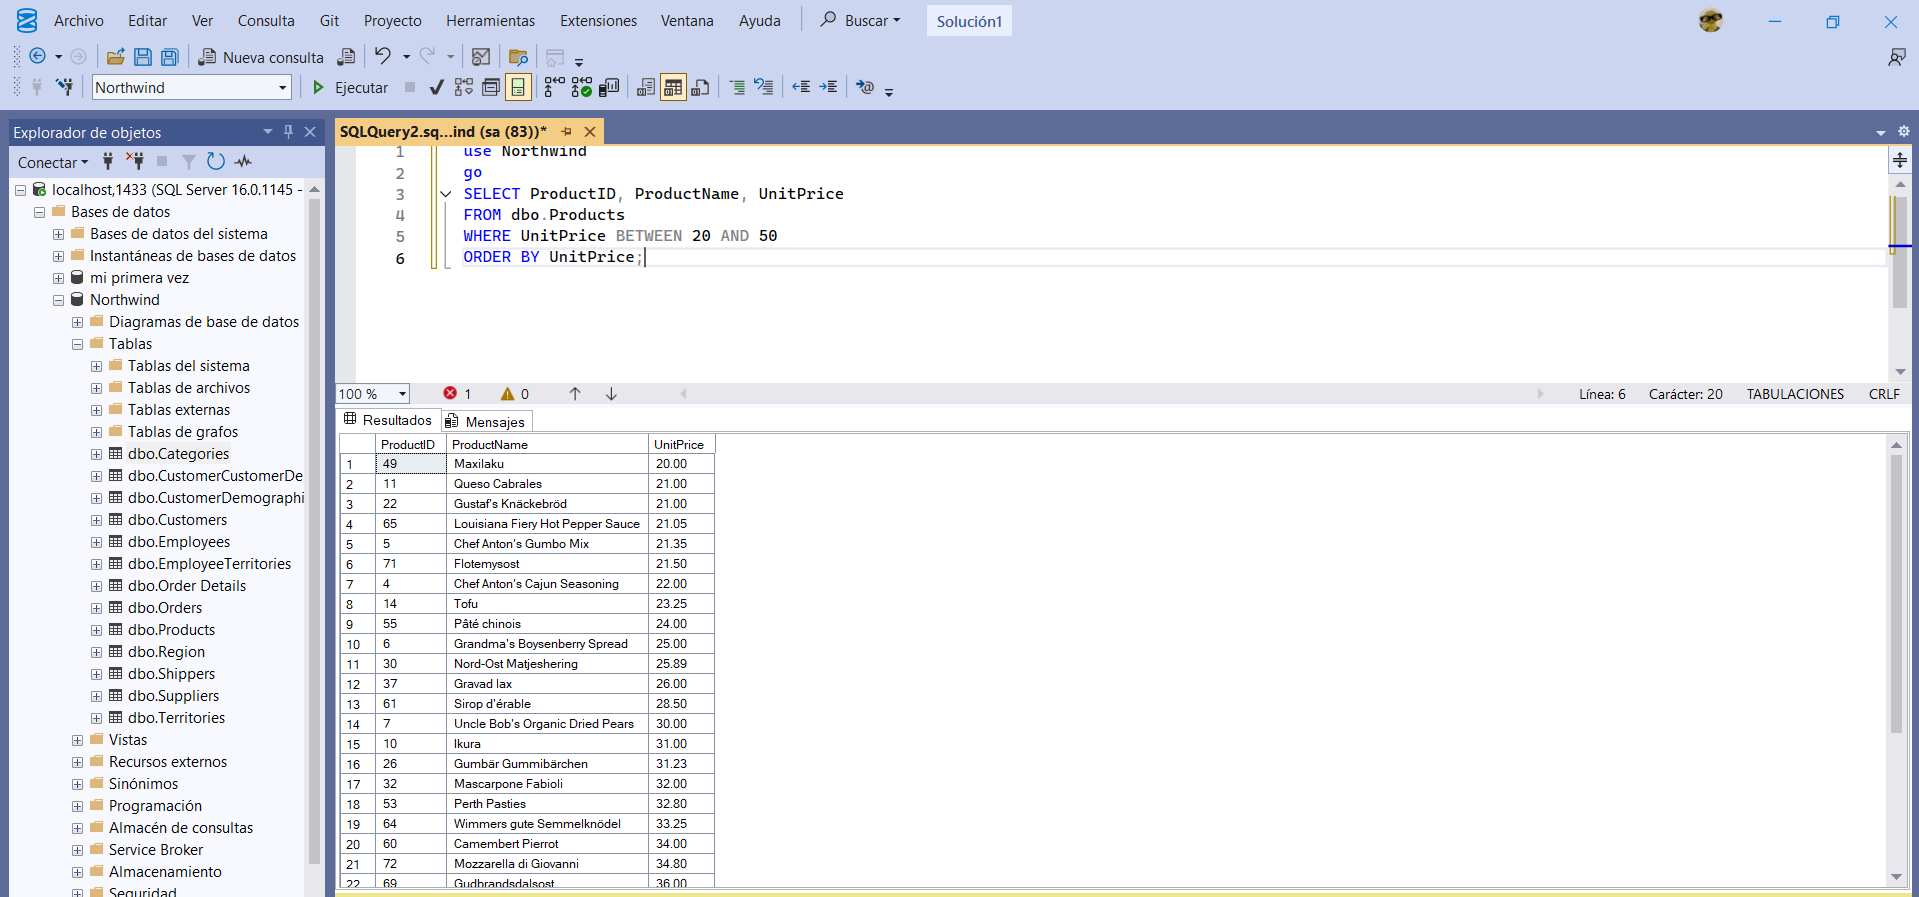 Archivo Editar Ver Consulta Git Proyecto Herramientas Extensiones Ventana Ayuda Buscar Solución1
Nueva consulta
Northwind Ejecutar
Explorador de objetos
Conectar
localhost,1433 (SQL Server 16.0.1145 -
Bases de datos
Bases de datos del sistema
Instantáneas de bases de datos
mi primera vez
Northwind
Diagramas de base de datos
Tablas
Tablas del sistema
Tablas de archivos
Tablas externas
Tablas de grafos
dbo.Categories
dbo.CustomerCustomerDe
dbo.CustomerDemographi
dbo.Customers
dbo.Employees
dbo.EmployeeTerritories
dbo.Order Details
dbo.Orders
dbo.Products
dbo.Region
dbo.Shippers
dbo.Suppliers
dbo.Territories
Vistas
Recursos externos
Sinónimos
Programación
Almacén de consultas
Service Broker
Almacenamiento
Seguridad
SQLQuery2.sq...ind (sa (83))*
1 use Northwind
2 go
3 SELECT ProductID, ProductName, UnitPrice
4 FROM dbo.Products
5 WHERE UnitPrice BETWEEN 20 AND 50
6 ORDER BY UnitPrice;
100 % 1 0 Línea: 6 Carácter: 20 TABULACIONES CRLF
Resultados Mensajes
ProductID ProductName UnitPrice
1 49 Maxilaku 20.00
2 11 Queso Cabrales 21.00
3 22 Gustaf's Knäckebröd 21.00
4 65 Louisiana Fiery Hot Pepper Sauce 21.05
5 5 Chef Anton's Gumbo Mix 21.35
6 71 Flotemysost 21.50
7 4 Chef Anton's Cajun Seasoning 22.00
8 14 Tofu 23.25
9 55 Pâté chinois 24.00
10 6 Grandma's Boysenberry Spread 25.00
11 30 Nord-Ost Matjeshering 25.89
12 37 Gravad lax 26.00
13 61 Sirop d'érable 28.50
14 7 Uncle Bob's Organic Dried Pears 30.00
15 10 Ikura 31.00
16 26 Gumbär Gummibärchen 31.23
17 32 Mascarpone Fabioli 32.00
18 53 Perth Pasties 32.80
19 64 Wimmers gute Semmelknödel 33.25
20 60 Camembert Pierrot 34.00
21 72 Mozzarella di Giovanni 34.80
22 69 Gudbrandsdalsost 36.00